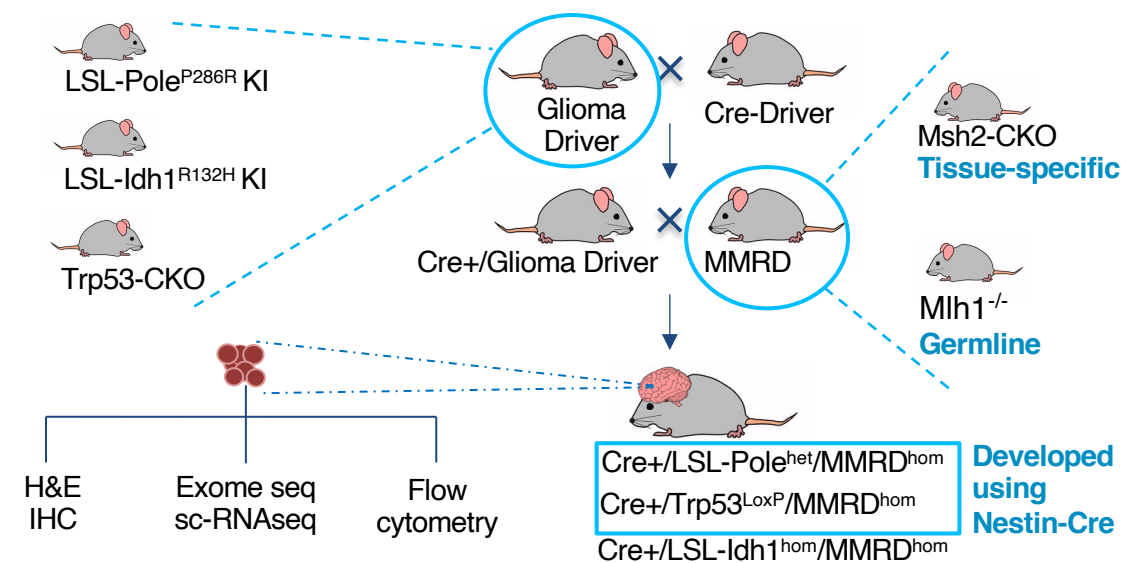 LSL-Pole^P286R KI
LSL-Idh1^R132H KI
Trp53-CKO
Glioma
Driver
Cre-Driver
Cre+/Glioma Driver
MMRD
Msh2-CKO
Tissue-specific
Mlh1^-/-
Germline
H&E
IHC
Exome seq
sc-RNAseq
Flow
cytometry
Cre+/LSL-Pole^het/MMRD^hom
Cre+/Trp53^LoxP/MMRD^hom
Cre+/LSL-Idh1^hom/MMRD^hom
Developed
using
Nestin-Cre